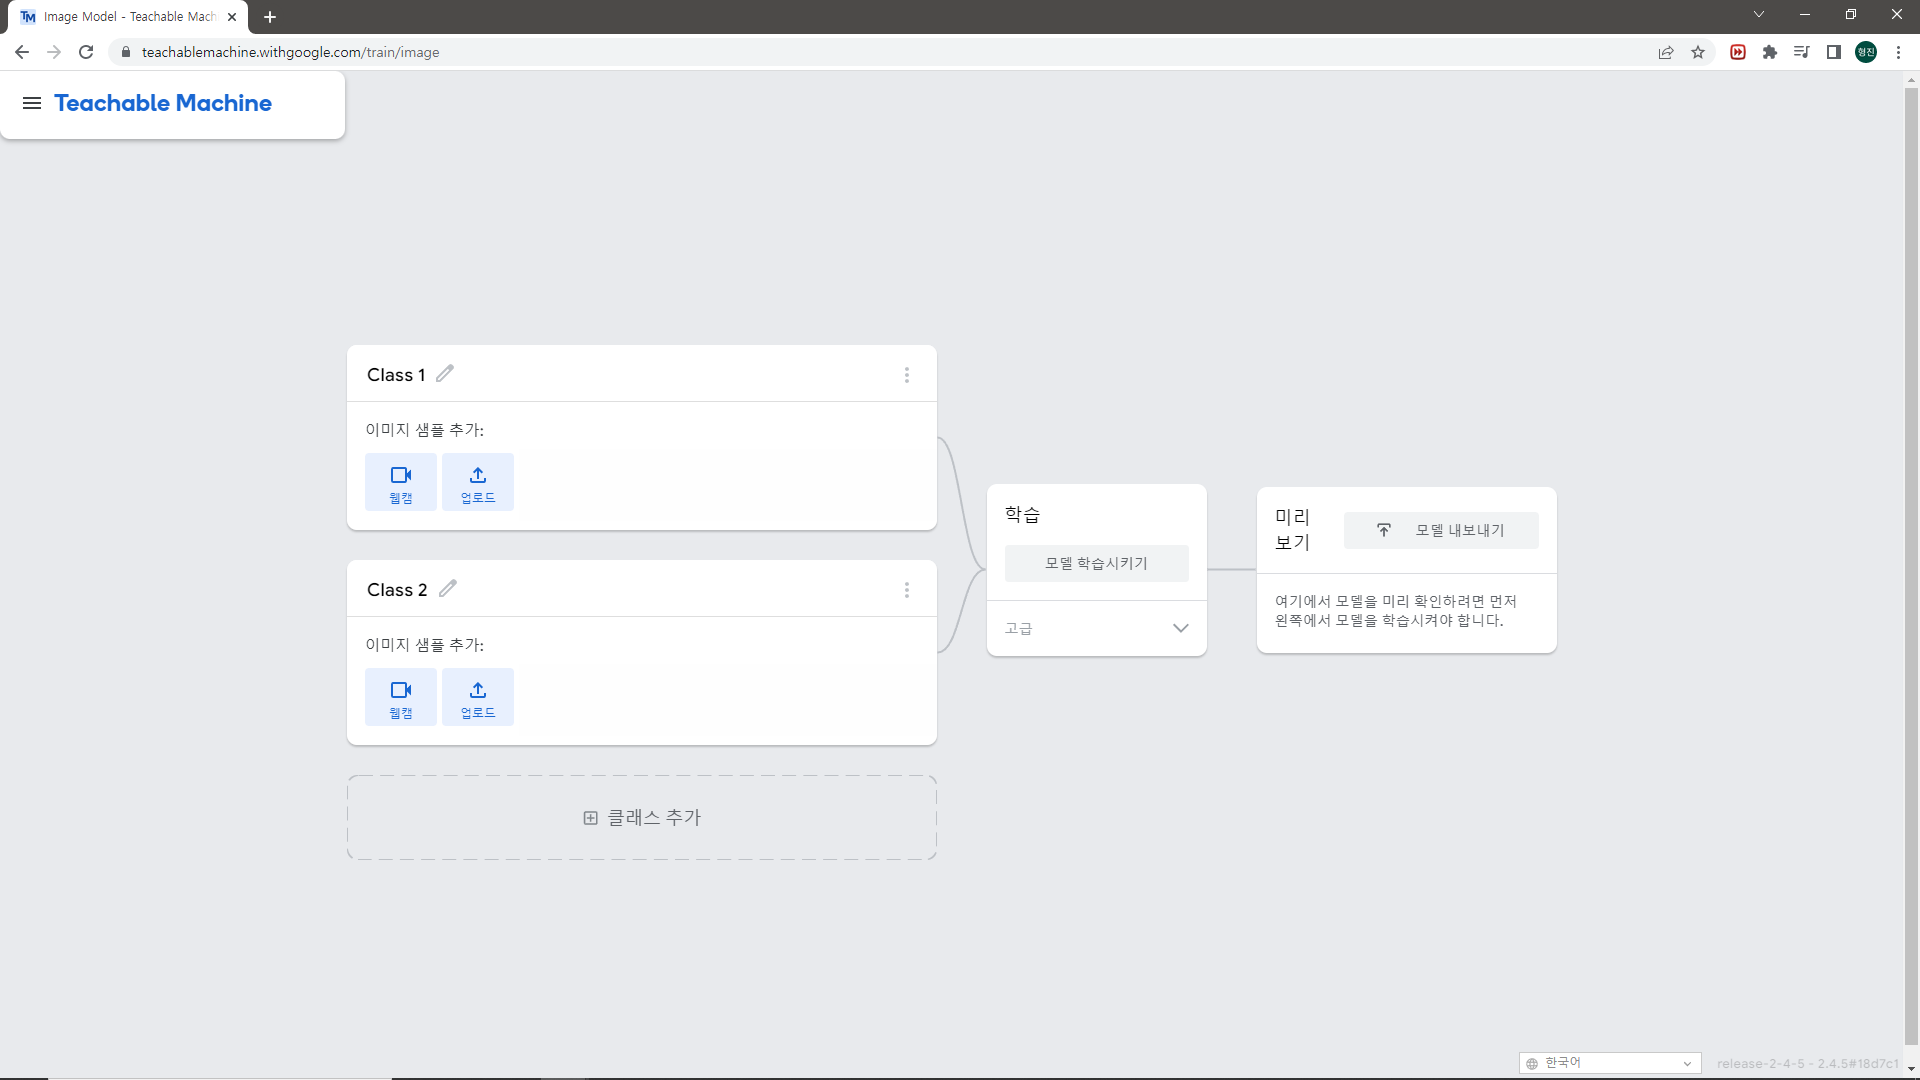 Image Model - Teachable Mach
teachablemachine.withgoogle.com/train/image
형진
Teachable Machine
Class 1
이미지 샘플 추가:
웹캠
업로드
Class 2
이미지 샘플 추가:
웹캠
업로드
클래스 추가
학습
모델 학습시키기
고급
미리
보기
모델 내보내기
여기에서 모델을 미리 확인하려면 먼저
왼쪽에서 모델을 학습시켜야 합니다.
한국어
release-2-4-5 - 2.4.5#18d7c1